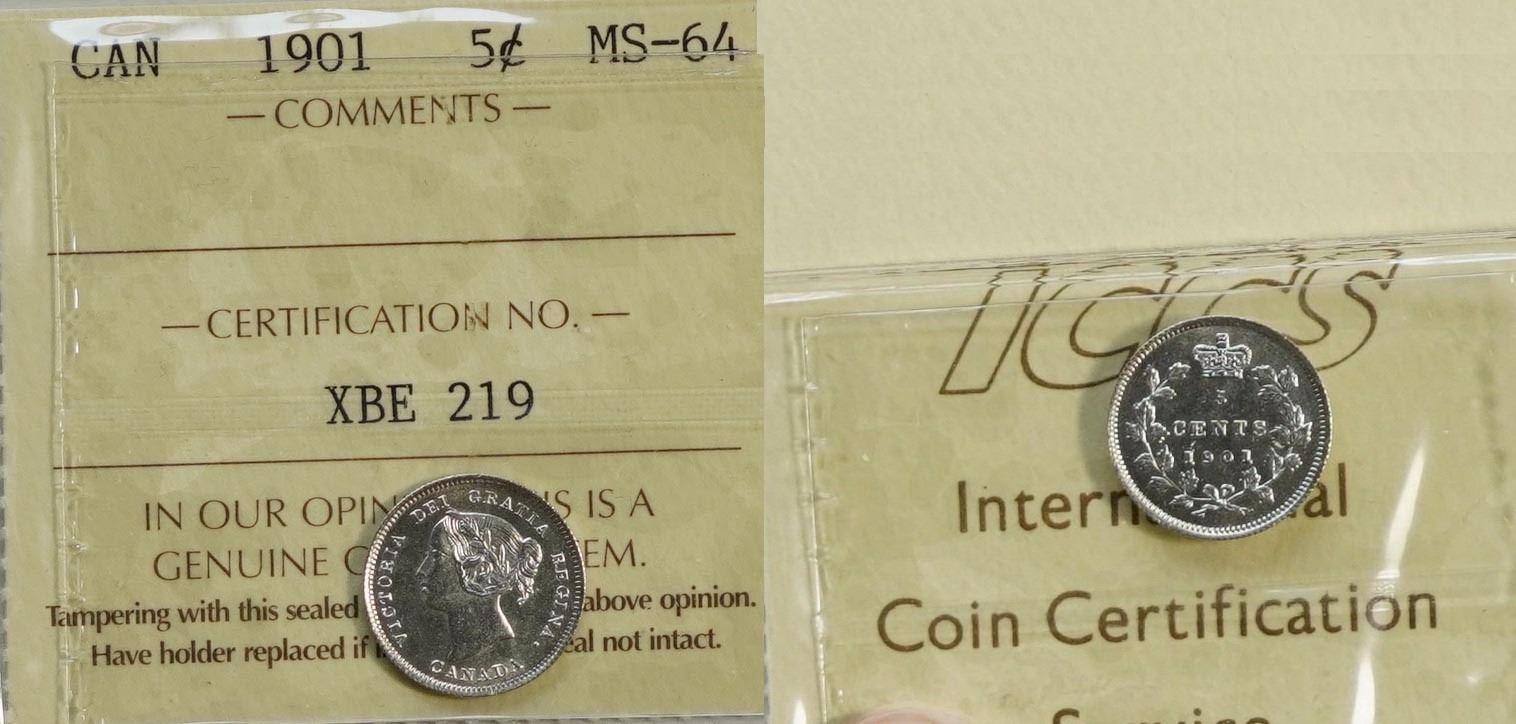 CAN 1901 5¢ MS-64
— COMMENTS —
— CERTIFICATION NO. —
XBE 219
IN OUR OPIN S IS A
GENUINE C EM.
Tampering with this sealed above opinion.
Have holder replaced if eal not intact.
VICTORIA DEI GRATIA REGINA.
CANADA
ICCS
5
CENTS
1901
Intern al
Coin Certification